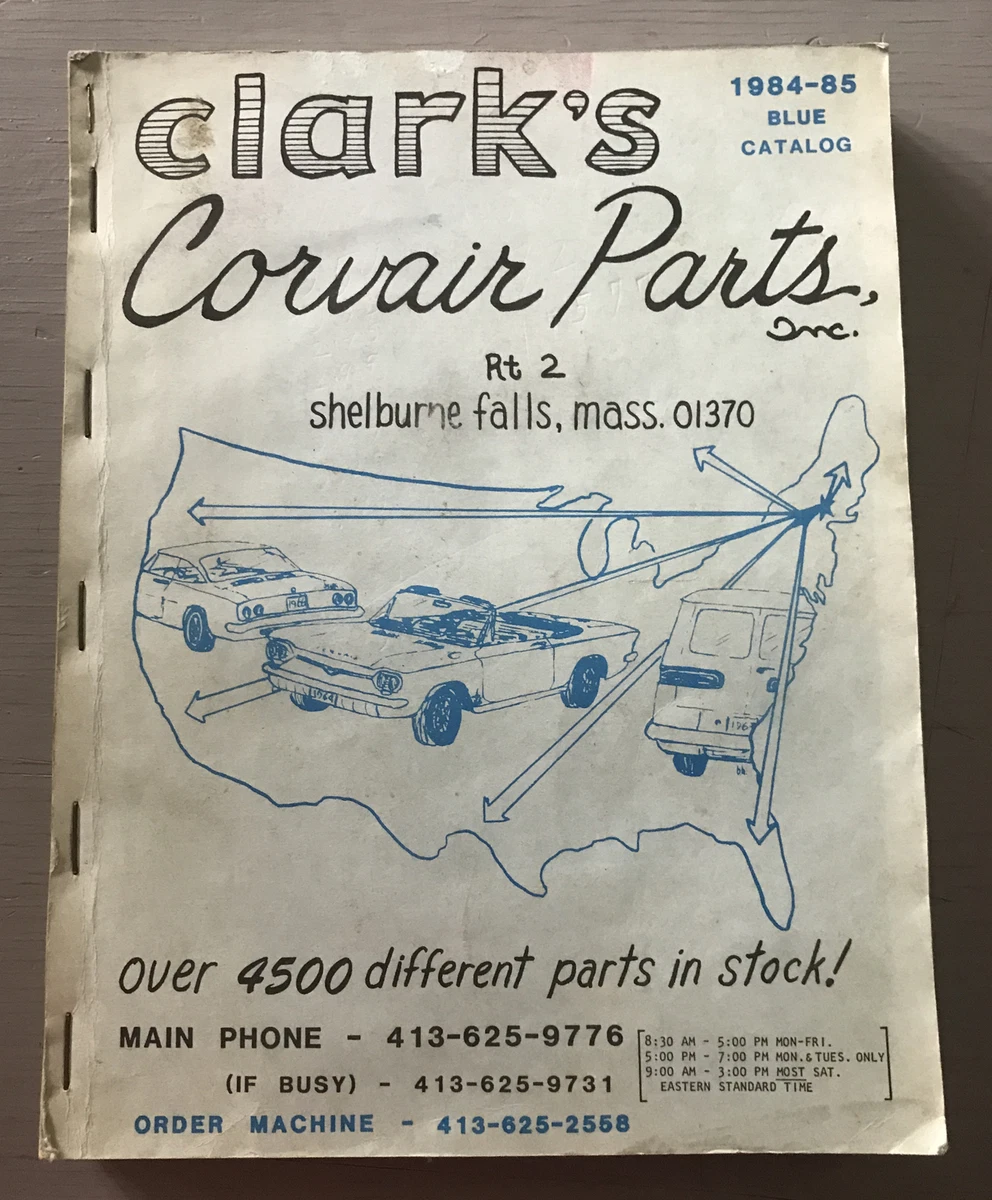 clark's
1984-85
BLUE
CATALOG
Corvair Parts,
Inc.
Rt 2
shelburne falls, mass. 01370
over 4500 different parts in stock!
MAIN PHONE - 413-625-9776
(IF BUSY) - 413-625-9731
ORDER MACHINE - 413-625-2558
8:30 AM - 5:00 PM MON-FRI.
5:00 PM - 7:00 PM MON.&TUES. ONLY
9:00 AM - 3:00 PM MOST SAT.
EASTERN STANDARD TIME